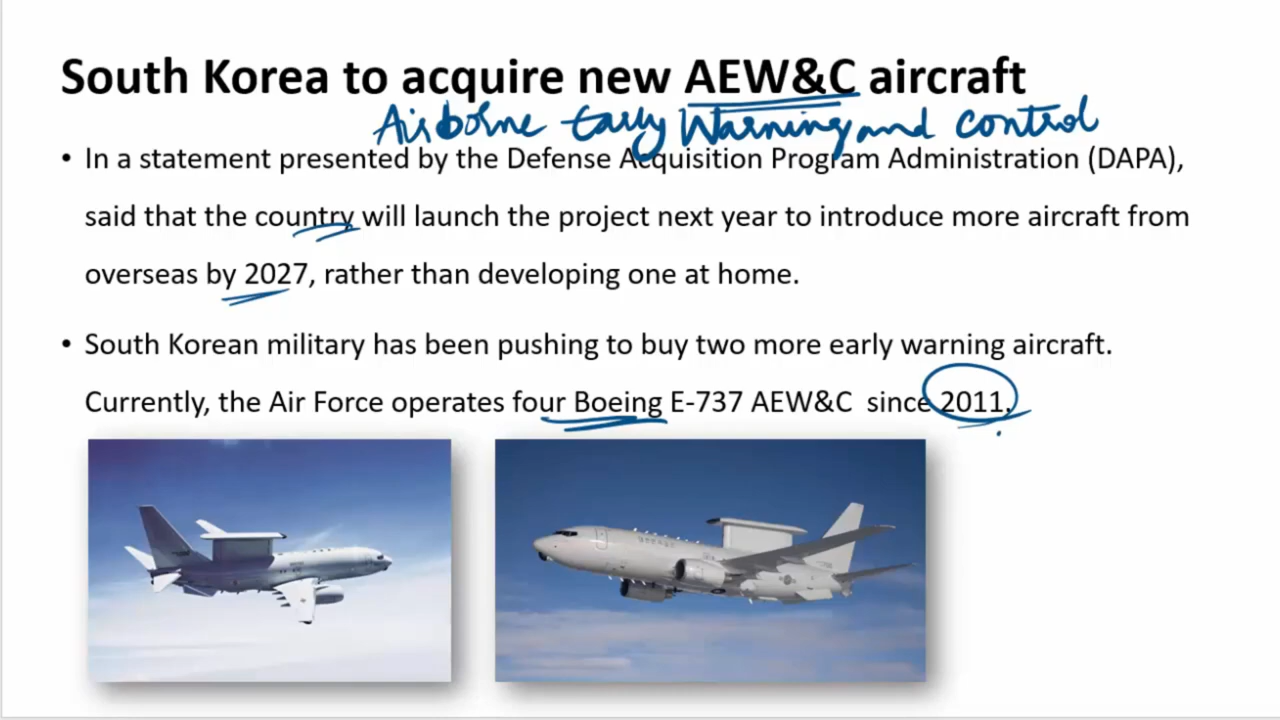 South Korea to acquire new AEW&C aircraft
Airborne Early Warning and control
• In a statement presented by the Defense Acquisition Program Administration (DAPA),
said that the country will launch the project next year to introduce more aircraft from
overseas by 2027, rather than developing one at home.
• South Korean military has been pushing to buy two more early warning aircraft.
Currently, the Air Force operates four Boeing E-737 AEW&C since 2011.